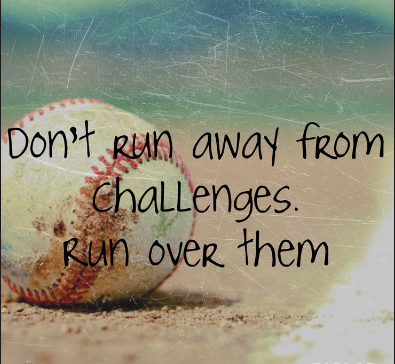 Don't run away from
Challenges.
Run over them